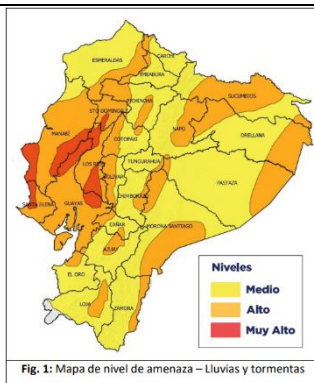 ESMERALDAS
CARCHI
IMBABURA
SUCUMBIOS
PICHINCHA
STO DOMINGO
NAPO
ORELLANA
MANABÍ
COTOPAXI
TUNGURAHUA
LOS RÍOS
BOLIVAR
PASTAZA
CHIMBORAZO
SANTA ELENA
GUAYAS
MORONA SANTIAGO
CAÑAR
AZUAY
EL ORO
LOJA
ZAMORA
Niveles
Medio
Alto
Muy Alto
Fig. 1: Mapa de nivel de amenaza – Lluvias y tormentas